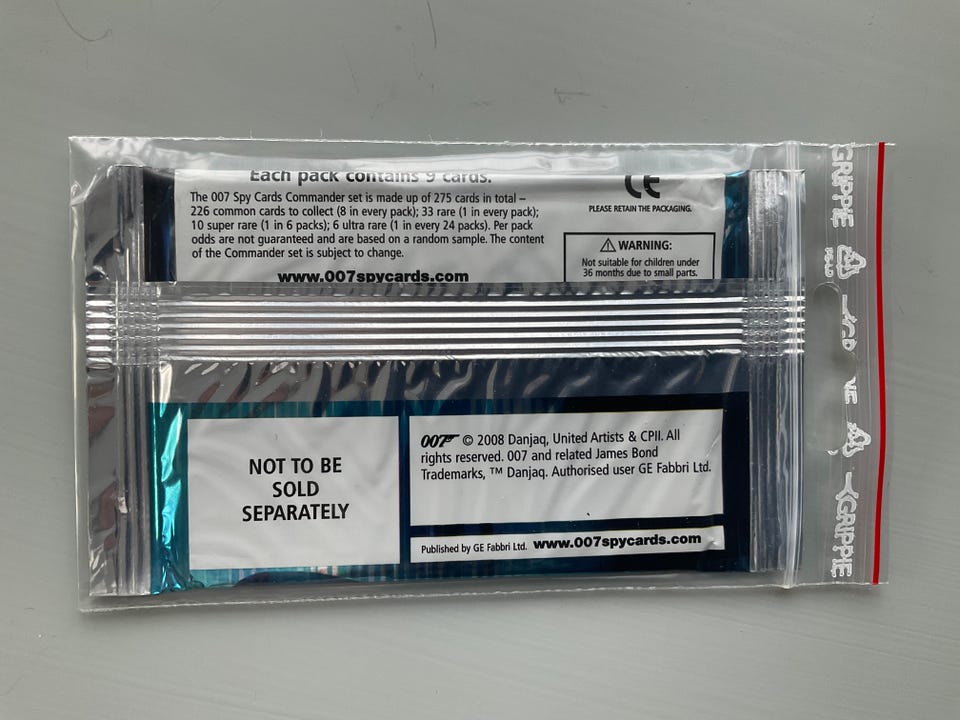 Each pack contains 9 cards.
The 007 Spy Cards Commander set is made up of 275 cards in total –
226 common cards to collect (8 in every pack); 33 rare (1 in every pack);
10 super rare (1 in 6 packs); 6 ultra rare (1 in every 24 packs). Per pack
odds are not guaranteed and are based on a random sample. The content
of the Commander set is subject to change.
www.007spycards.com
CE
PLEASE RETAIN THE PACKAGING.
WARNING:
Not suitable for children under
36 months due to small parts.
NOT TO BE
SOLD
SEPARATELY
007 © 2008 Danjaq, United Artists & CPII. All
rights reserved. 007 and related James Bond
Trademarks, ™ Danjaq. Authorised user GE Fabbri Ltd.
Published by GE Fabbri Ltd. www.007spycards.com
GRIPPIE
GRIPPIE